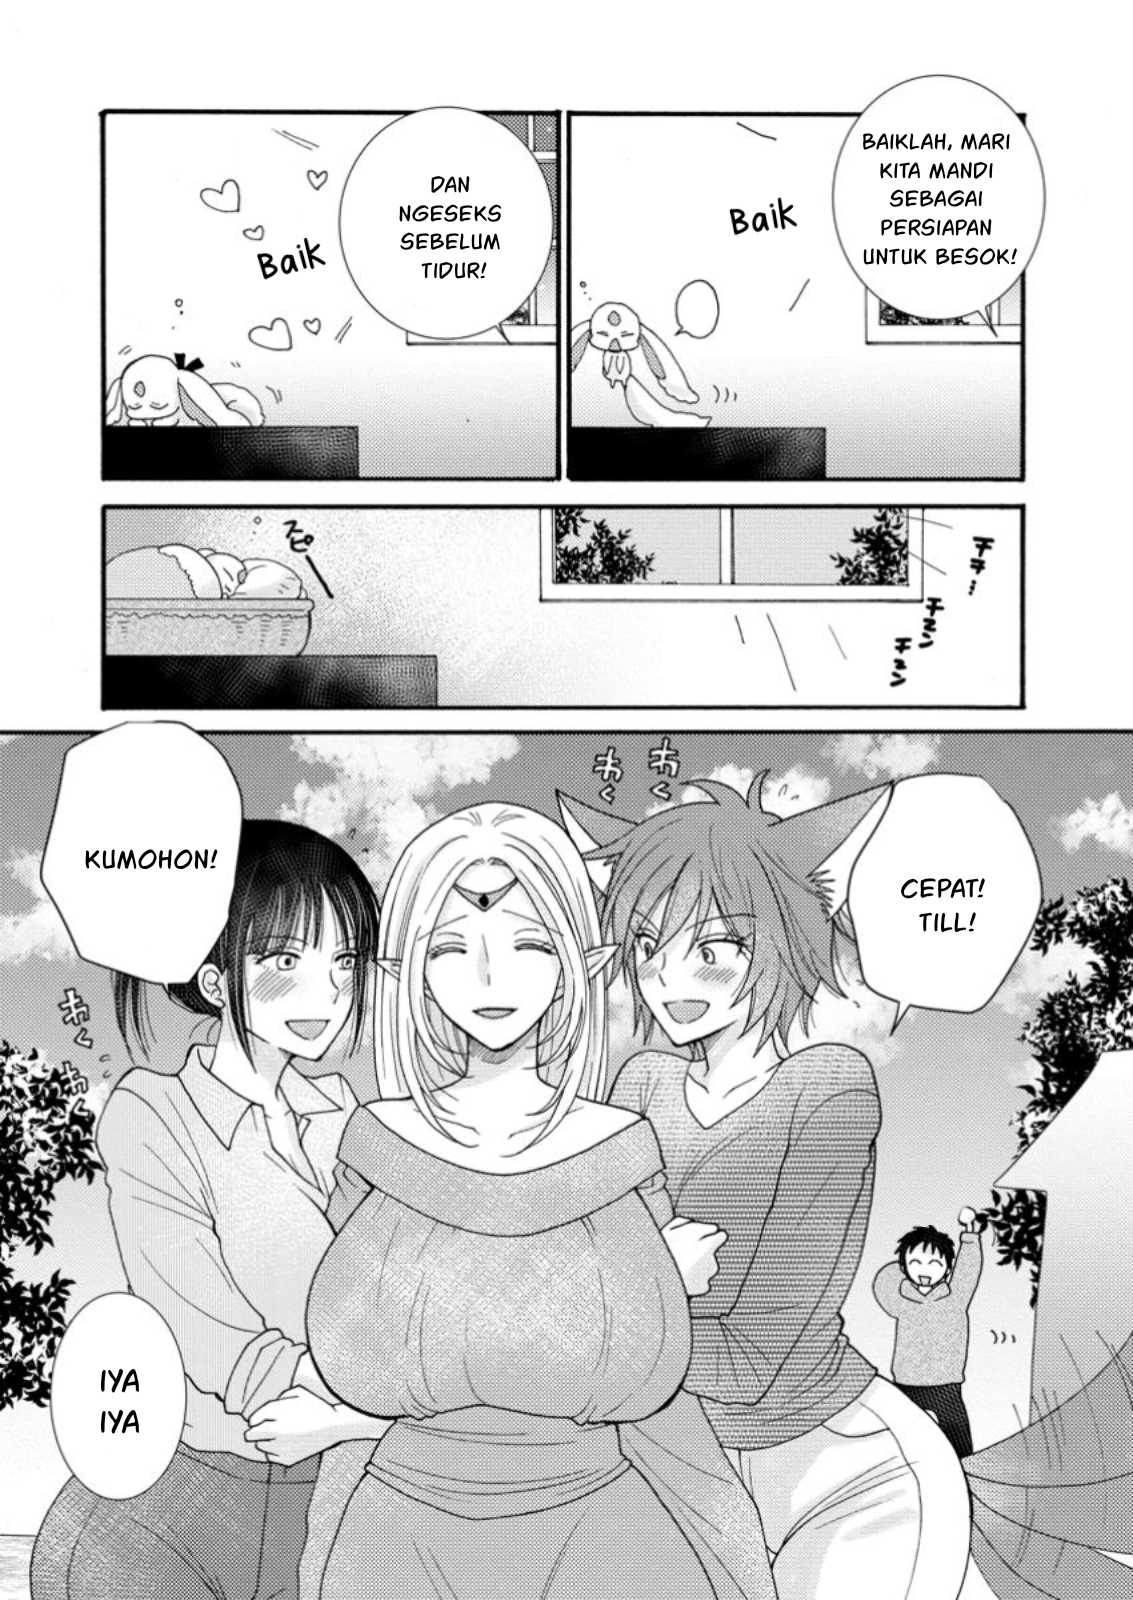 BAIKLAH, MARI
KITA MANDI
SEBAGAI
PERSIAPAN
UNTUK BESOK!
Baik
DAN
NGESEKS
SEBELUM
TIDUR!
Baik
チチ…
チュン
チュン
スピー
わく
わく
CEPAT!
TILL!
KUMOHON!
わく
わく
IYA
IYA